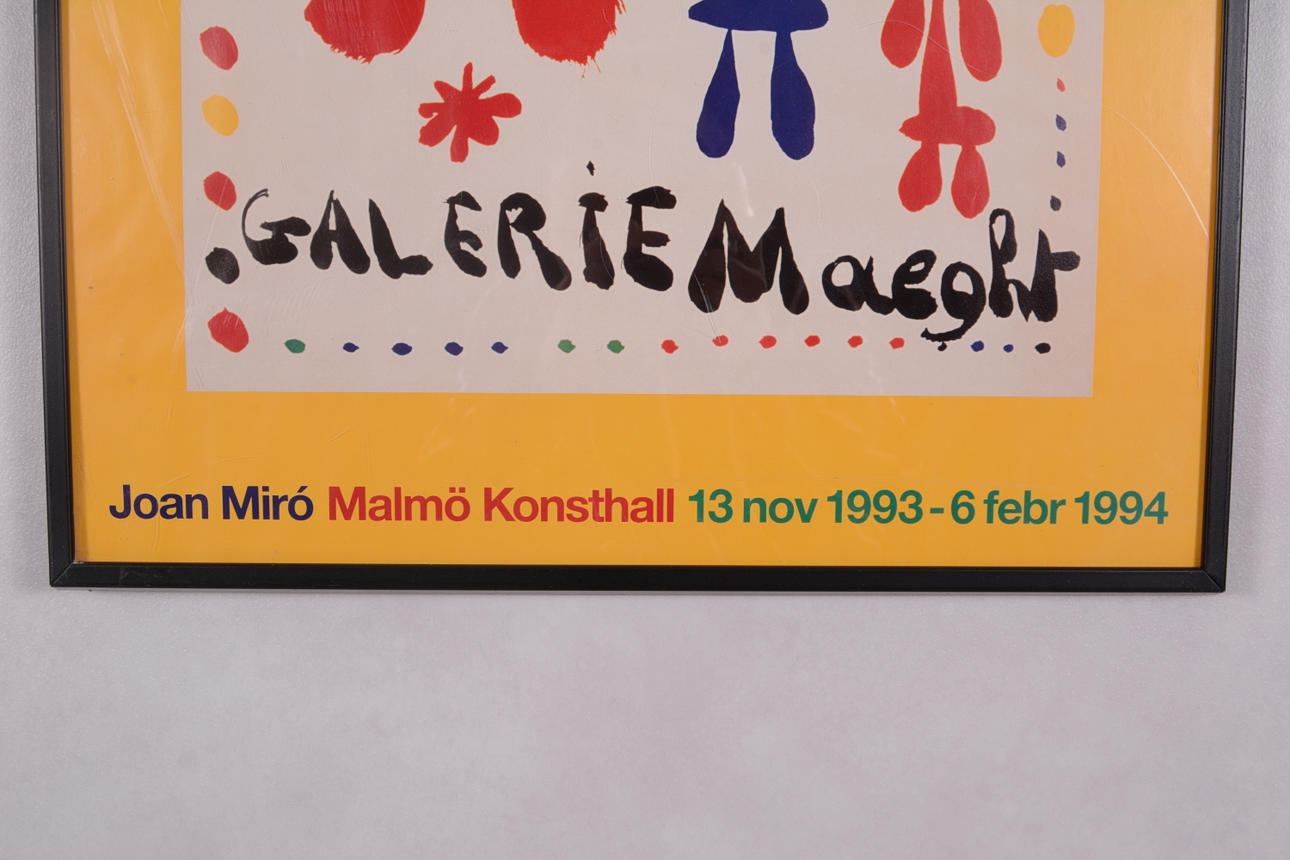 GALERIE Maeght
Joan Miró Malmö Konsthall 13 nov 1993 - 6 febr 1994